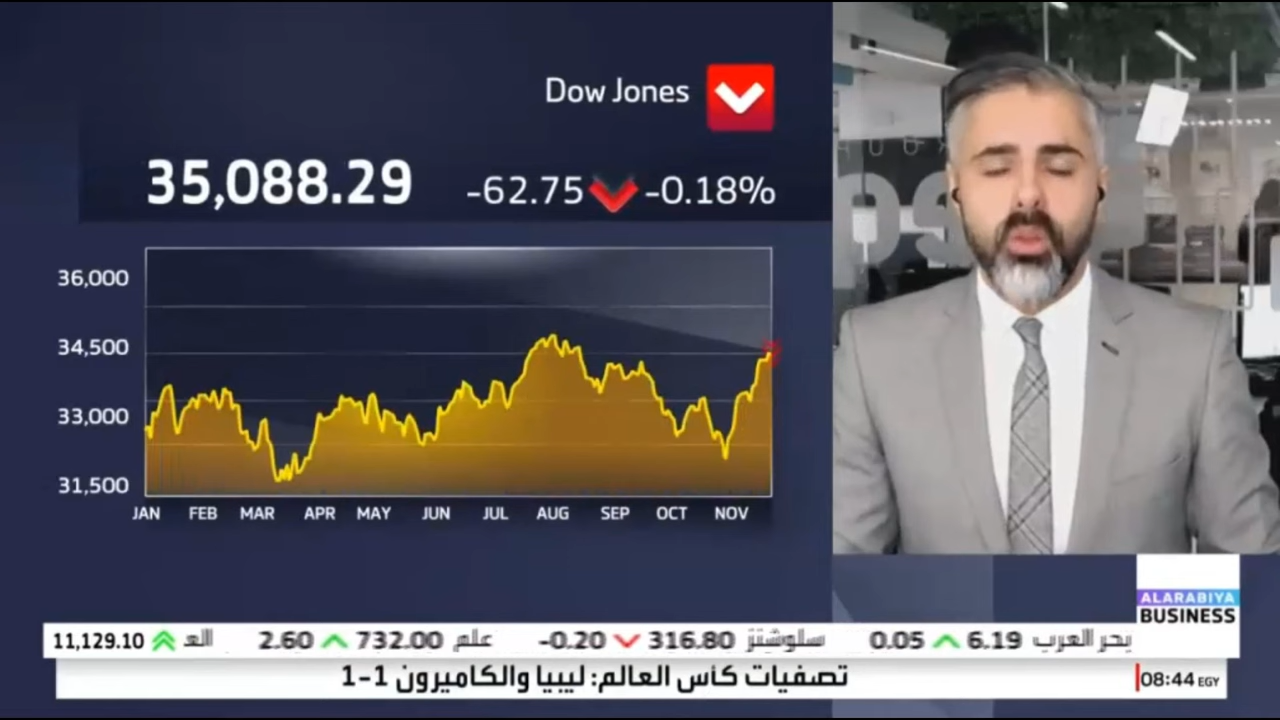 Dow Jones
35,088.29 -62.75 -0.18%
36,000
34,500
33,000
31,500
JAN FEB MAR APR MAY JUN JUL AUG SEP OCT NOV
ALARABIYA
BUSINESS
بحر العرب 6.19 0.05 سلوشنز 316.80 -0.20 علم 732.00 2.60 العـ 11,129.10
تصفيات كأس العالم: ليبيا والكاميرون 1-1
08:44 EGY